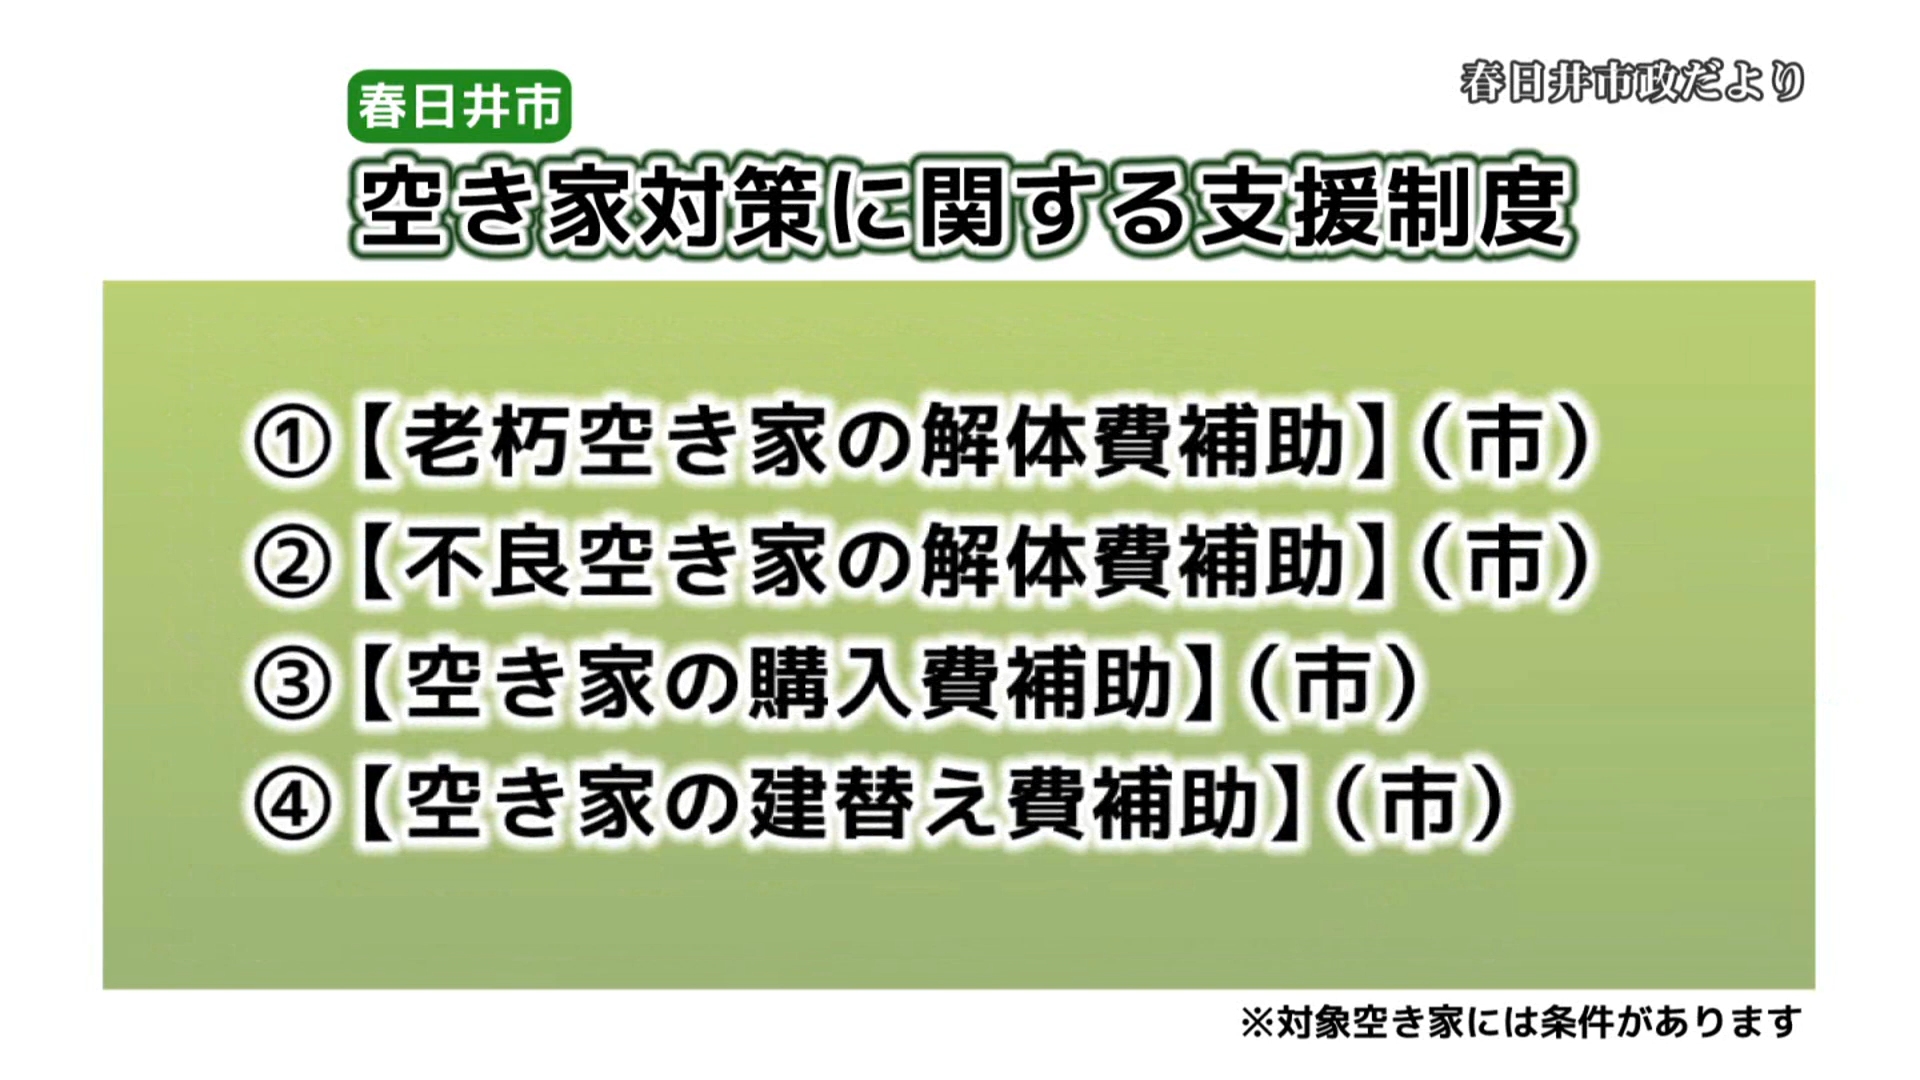 春日井市政だより
春日井市
空き家対策に関する支援制度
①【老朽空き家の解体費補助】（市）
②【不良空き家の解体費補助】（市）
③【空き家の購入費補助】（市）
④【空き家の建替え費補助】（市）
※対象空き家には条件があります